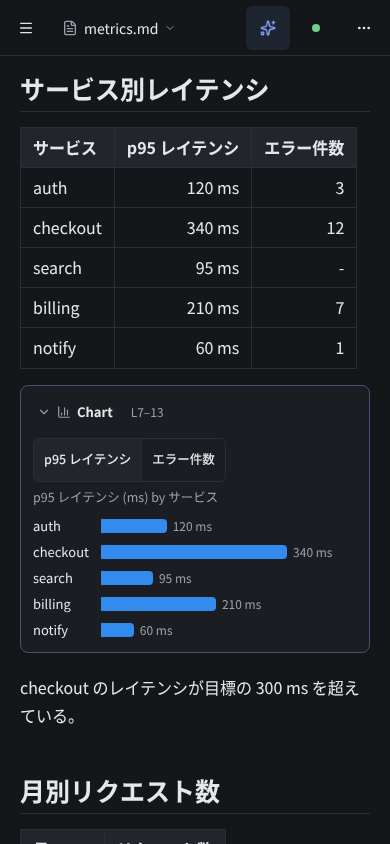 metrics.md
サービス別レイテンシ
サービス p95 レイテンシ エラー件数
auth 120 ms 3
checkout 340 ms 12
search 95 ms -
billing 210 ms 7
notify 60 ms 1
Chart L7–13
p95 レイテンシ エラー件数
p95 レイテンシ (ms) by サービス
auth 120 ms
checkout 340 ms
search 95 ms
billing 210 ms
notify 60 ms
checkout のレイテンシが目標の 300 ms を超え
ている。
月別リクエスト数